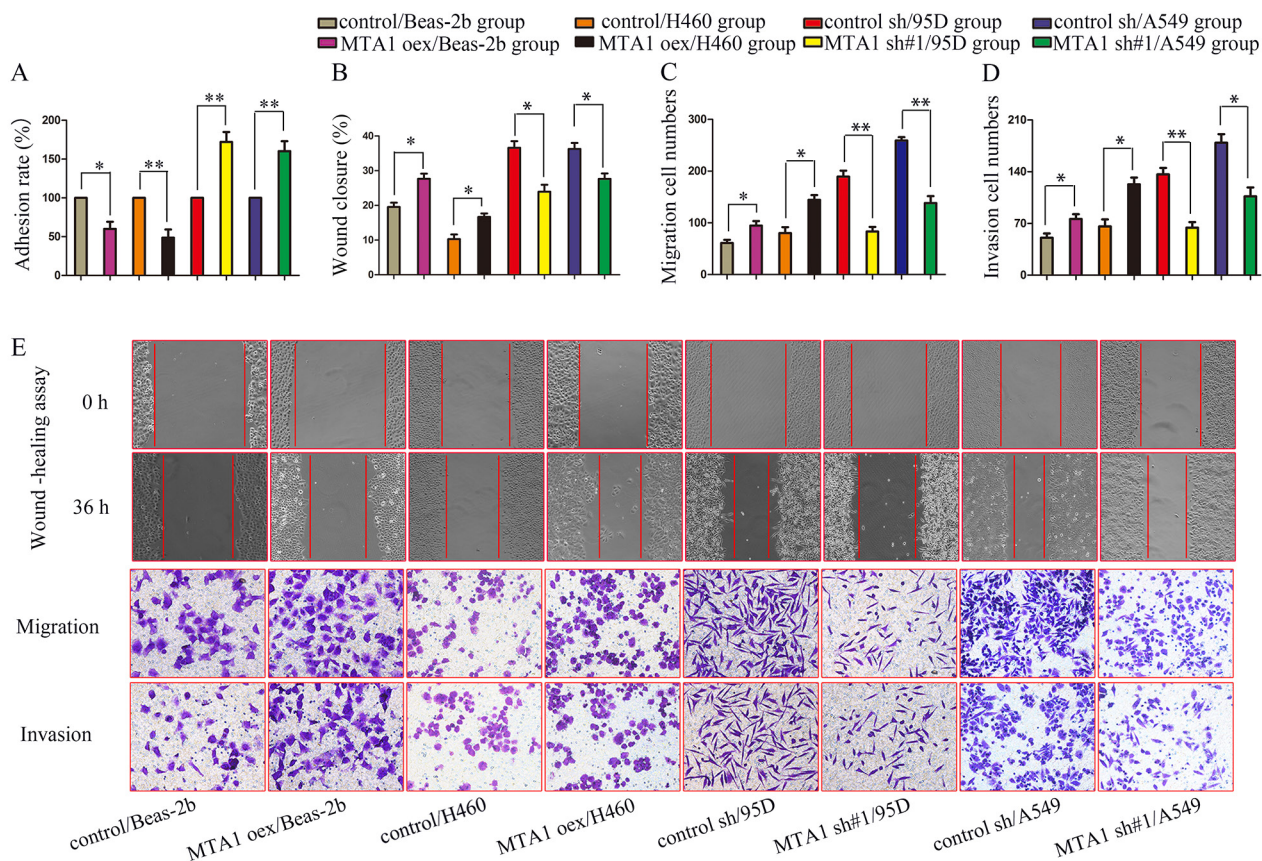 control/Beas-2b group control/H460 group control sh/95D group control sh/A549 group
MTA1 oex/Beas-2b group MTA1 oex/H460 group MTA1 sh#1/95D group MTA1 sh#1/A549 group
A
Adhesion rate (%)
200
150
100
50
0
*
**
**
**
B
Wound closure (%)
40
30
20
10
0
*
*
*
*
C
Migration cell numbers
300
200
100
0
*
*
**
**
D
Invasion cell numbers
210
140
70
0
*
*
**
*
E
Wound -healing assay
0 h
36 h
Migration
Invasion
control/Beas-2b
MTA1 oex/Beas-2b
control/H460
MTA1 oex/H460
control sh/95D
MTA1 sh#1/95D
control sh/A549
MTA1 sh#1/A549